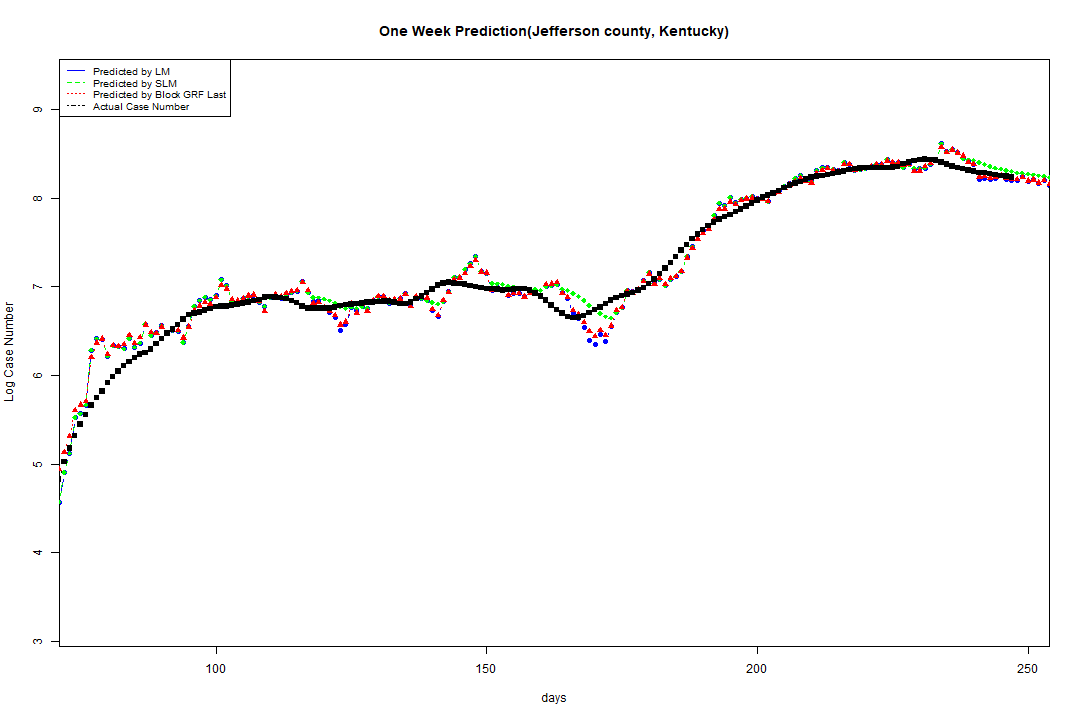 One Week Prediction(Jefferson county, Kentucky)
Predicted by LM
Predicted by SLM
Predicted by Block GRF Last
Actual Case Number
9
8
7
6
5
4
3
Log Case Number
100 150 200 250
days